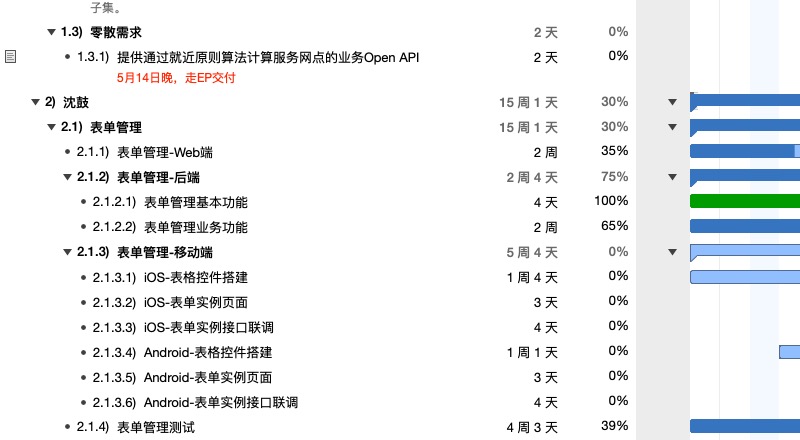 子集。
1.3) 零散需求 2 天 0%
1.3.1) 提供通过就近原则算法计算服务网点的业务Open API 2 天 0%
5月14日晚，走EP交付
2) 沈鼓 15 周 1 天 30%
2.1) 表单管理 15 周 1 天 30%
2.1.1) 表单管理-Web端 2 周 35%
2.1.2) 表单管理-后端 2 周 4 天 75%
2.1.2.1) 表单管理基本功能 4 天 100%
2.1.2.2) 表单管理业务功能 2 周 65%
2.1.3) 表单管理-移动端 5 周 4 天 0%
2.1.3.1) iOS-表格控件搭建 1 周 4 天 0%
2.1.3.2) iOS-表单实例页面 3 天 0%
2.1.3.3) iOS-表单实例接口联调 4 天 0%
2.1.3.4) Android-表格控件搭建 1 周 1 天 0%
2.1.3.5) Android-表单实例页面 3 天 0%
2.1.3.6) Android-表单实例接口联调 4 天 0%
2.1.4) 表单管理测试 4 周 3 天 39%